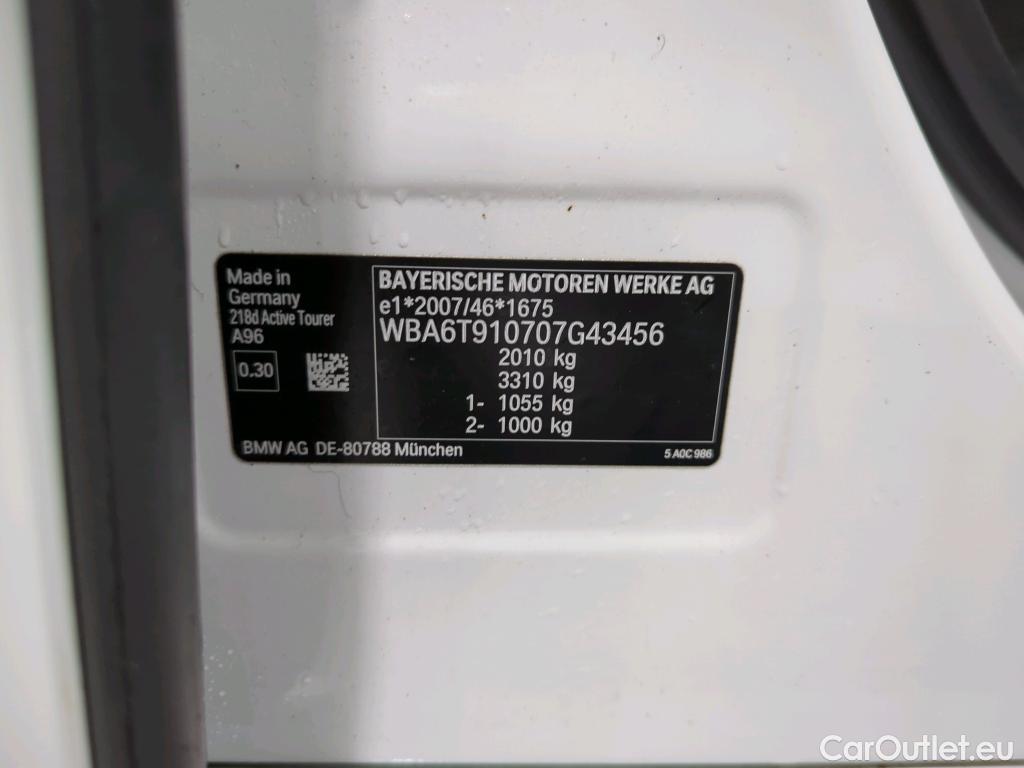 Made in
Germany
218d Active Tourer
A96
0.30
BAYERISCHE MOTOREN WERKE AG
e1*2007/46*1675
WBA6T910707G43456
2010 kg
3310 kg
1- 1055 kg
2- 1000 kg
BMW AG DE-80788 München
5 A0C 986
CarOutlet.eu